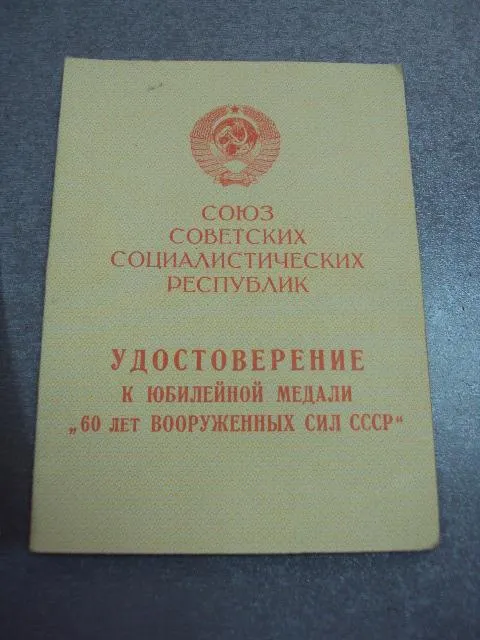 СОЮЗ
СОВЕТСКИХ
СОЦИАЛИСТИЧЕСКИХ
РЕСПУБЛИК
УДОСТОВЕРЕНИЕ
К ЮБИЛЕЙНОЙ МЕДАЛИ
„60 ЛЕТ ВООРУЖЕННЫХ СИЛ СССР“